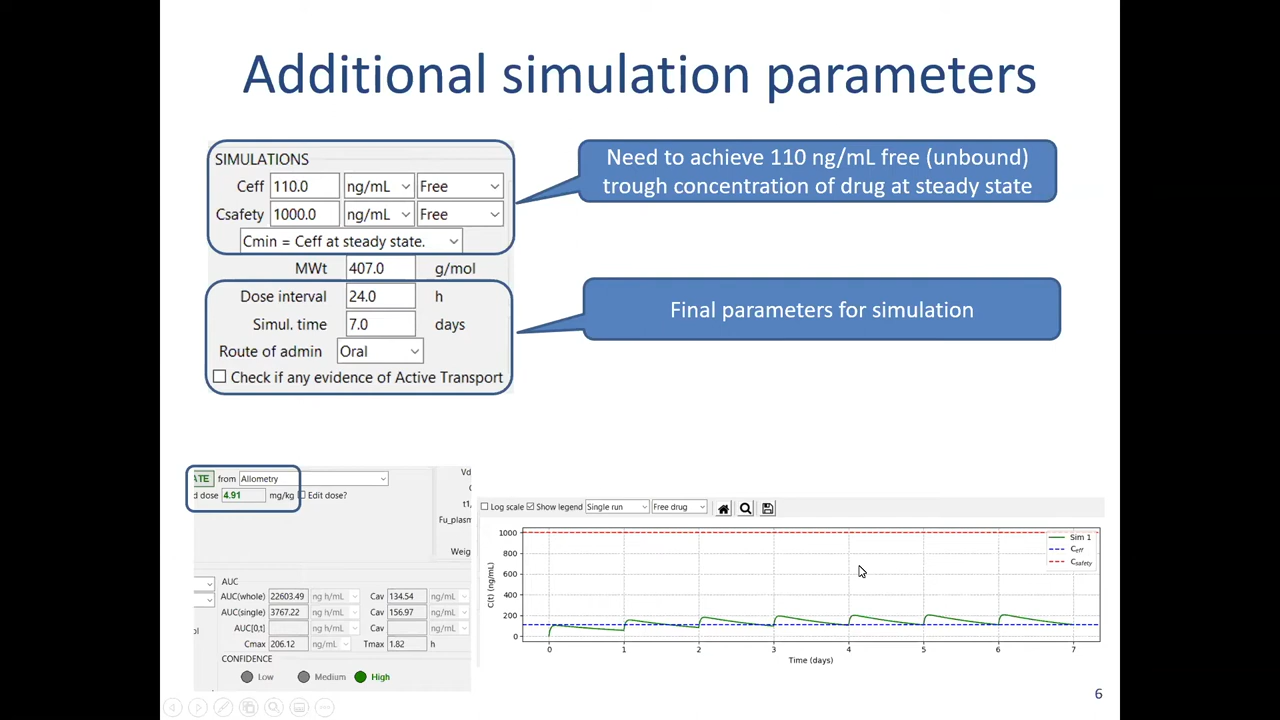 Additional simulation parameters
SIMULATIONS
Ceff 110.0 ng/mL Free
Csafety 1000.0 ng/mL Free
Cmin = Ceff at steady state.
MWt 407.0 g/mol
Dose interval 24.0 h
Simul. time 7.0 days
Route of admin Oral
Check if any evidence of Active Transport
Need to achieve 110 ng/mL free (unbound)
trough concentration of drug at steady state
Final parameters for simulation
ATE from Allometry
d dose 4.91 mg/kg Edit dose?
Vd
t1,
Fu_plasm
Weig
AUC
AUC(whole) 22603.49 ng h/mL Cav 134.54 ng/mL
AUC(single) 3767.22 ng h/mL Cav 156.97 ng/mL
AUC[0,t] ng h/mL Cav ng/mL
Cmax 206.12 ng/mL Tmax 1.82 h
CONFIDENCE
Low Medium High
Log scale Show legend Single run Free drug
C(t) (ng/mL)
1000
800
600
400
200
0
0 1 2 3 4 5 6 7
Time (days)
Sim 1
Ceff
Csafety
6